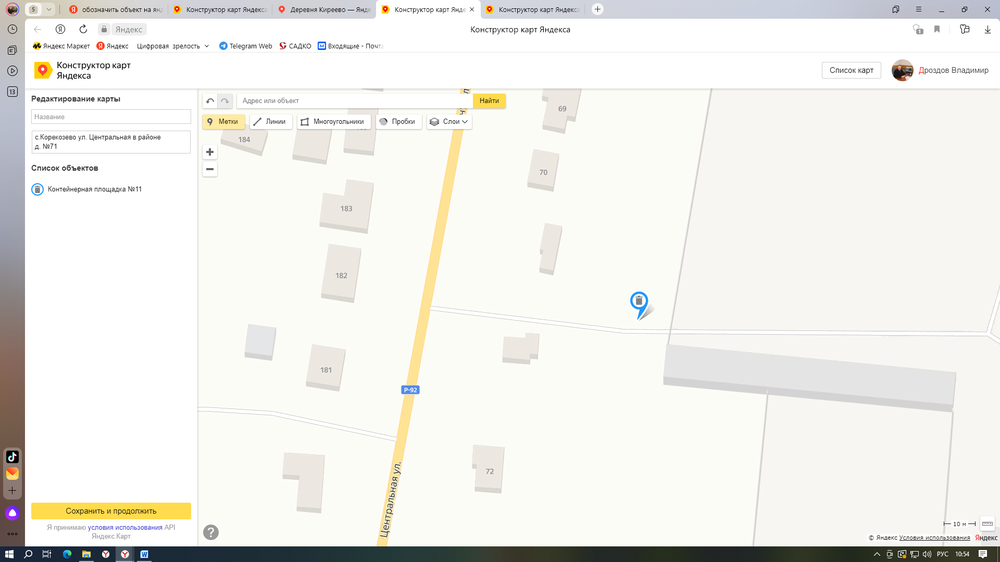 5
обозначить объект на янд
Конструктор карт Яндекса
Деревня Киреево — Янде
Конструктор карт Янде
Конструктор карт Яндекса
Яндекс
Конструктор карт Яндекса
1
Яндекс Маркет
Яндекс
Цифровая зрелость
Telegram Web
САДКО
Входящие - Почта
13
Конструктор карт
Яндекса
Список карт
Дроздов Владимир
Редактирование карты
Название
с.Корекозево ул. Центральная в районе
д. №71
Список объектов
Контейнерная площадка №11
Адрес или объект
Найти
Метки
Линии
Многоугольники
Пробки
Слои
69
184
70
183
182
181
Р-92
72
Центральная ул.
Сохранить и продолжить
Я принимаю условия использования API
Яндекс.Карт
?
10 м
© Яндекс Условия использования
Яндекс
РУС
10:54